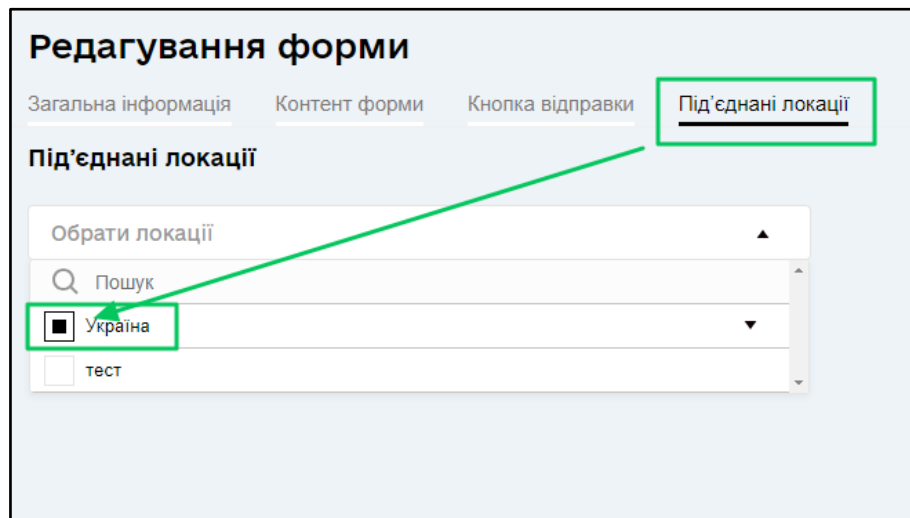 Редагування форми
Загальна інформація Контент форми Кнопка відправки Під’єднані локації
Під’єднані локації
Обрати локації
Пошук
Україна
тест